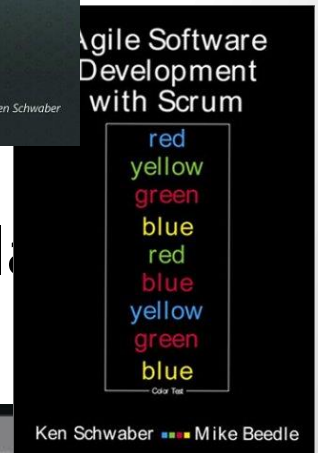 en Schwaber
Agile Software
Development
with Scrum
red
yellow
green
blue
red
blue
yellow
green
blue
Color Test
Ken Schwaber
Mike Beedle